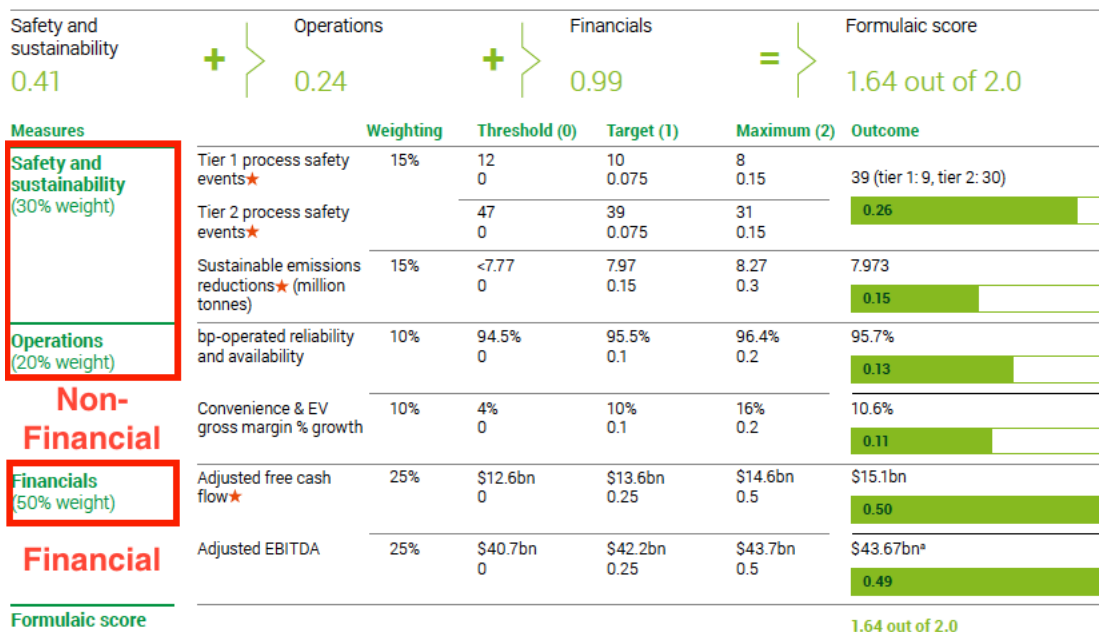 Safety and
sustainability
0.41
+
Operations
0.24
+
Financials
0.99
=
Formulaic score
1.64 out of 2.0
Measures Weighting Threshold (0) Target (1) Maximum (2) Outcome
Safety and
sustainability
(30% weight)
Tier 1 process safety 15% 12 10 8
events★ 0 0.075 0.15 39 (tier 1: 9, tier 2: 30)
0.26
Tier 2 process safety 47 39 31
events★ 0 0.075 0.15
Sustainable emissions 15% <7.77 7.97 8.27 7.973
reductions★ (million 0 0.15 0.3
tonnes)
0.15
Operations
(20% weight)
bp-operated reliability 10% 94.5% 95.5% 96.4% 95.7%
and availability 0 0.1 0.2
0.13
Non-
Financial
Convenience & EV 10% 4% 10% 16% 10.6%
gross margin % growth 0 0.1 0.2
0.11
Financials
(50% weight)
Adjusted free cash 25% $12.6bn $13.6bn $14.6bn $15.1bn
flow★ 0 0.25 0.5
0.50
Financial
Adjusted EBITDA 25% $40.7bn $42.2bn $43.7bn $43.67bnᵃ
0 0.25 0.5
0.49
Formulaic score 1.64 out of 2.0